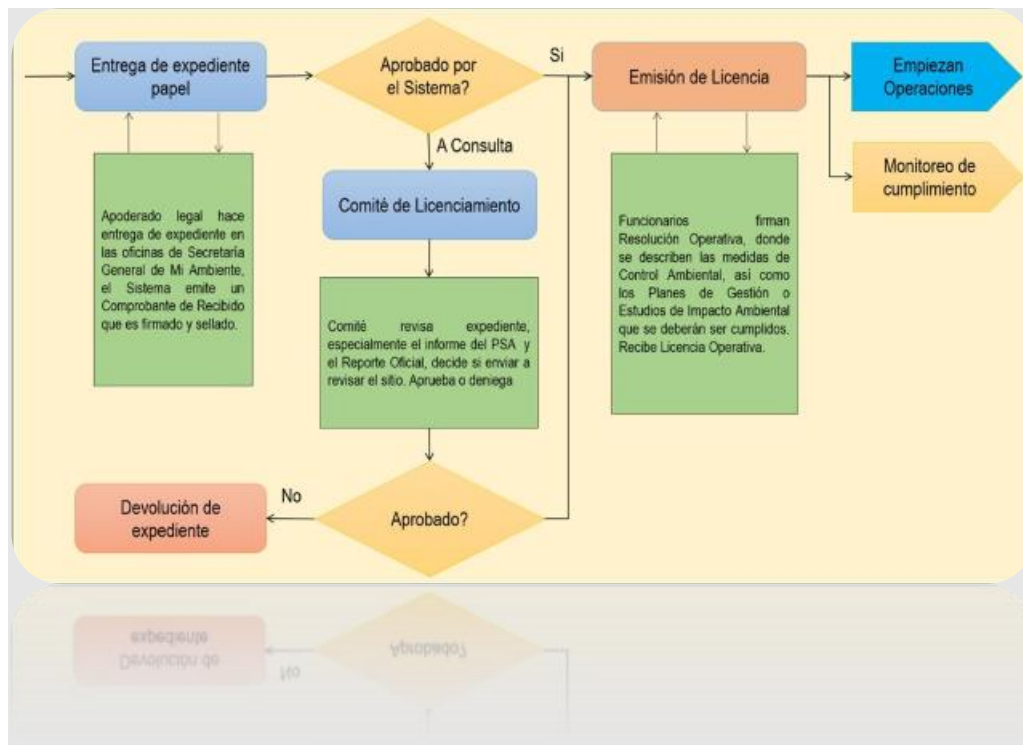 Entrega de expediente
papel
Aprobado por
el Sistema?
Si
Emisión de Licencia
Empiezan
Operaciones
Monitoreo de
cumplimiento
A Consulta
Comité de Licenciamiento
Apoderado legal hace
entrega de expediente en
las oficinas de Secretaría
General de Mi Ambiente,
el Sistema emite un
Comprobante de Recibido
que es firmado y sellado.
Comité revisa expediente,
especialmente el informe del PSA y
el Reporte Oficial, decide si enviar a
revisar el sitio. Aprueba o deniega
Funcionarios firman
Resolución Operativa, donde
se describen las medidas de
Control Ambiental, así como
los Planes de Gestión o
Estudios de Impacto Ambiental
que se deberán ser cumplidos.
Recibe Licencia Operativa.
Aprobado?
No
Devolución de
expediente